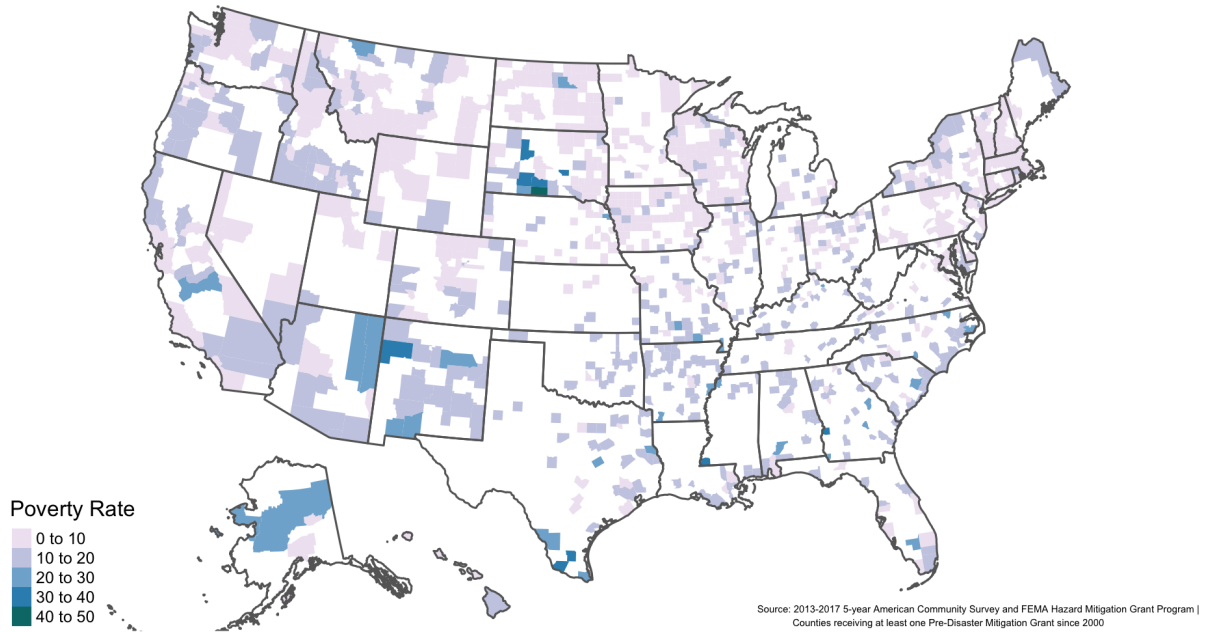 Poverty Rate
0 to 10
10 to 20
20 to 30
30 to 40
40 to 50
Source: 2013-2017 5-year American Community Survey and FEMA Hazard Mitigation Grant Program |
Counties receiving at least one Pre-Disaster Mitigation Grant since 2000